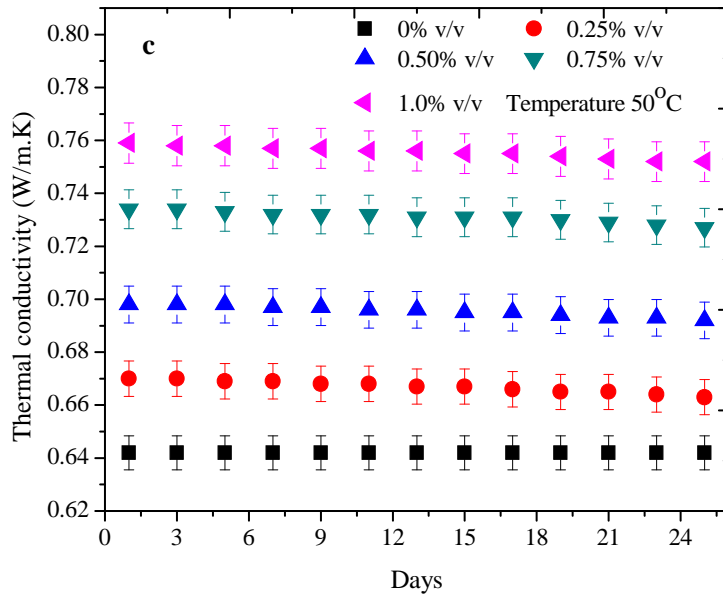 c
0% v/v
0.25% v/v
0.50% v/v
0.75% v/v
1.0% v/v
Temperature 50°C
Thermal conductivity (W/m.K)
0.80
0.78
0.76
0.74
0.72
0.70
0.68
0.66
0.64
0.62
0 3 6 9 12 15 18 21 24
Days